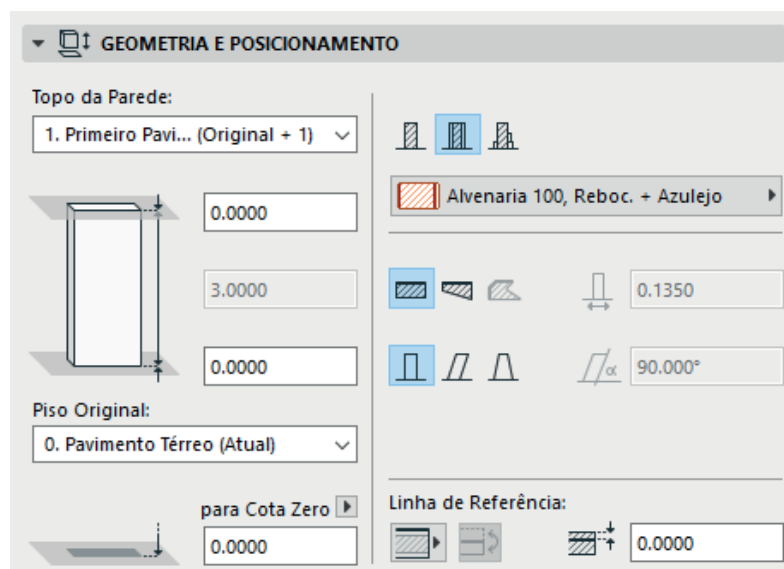 GEOMETRIA E POSICIONAMENTO
Topo da Parede:
1. Primeiro Pavi... (Original + 1)
0.0000
3.0000
0.0000
Piso Original:
0. Pavimento Térreo (Atual)
para Cota Zero
0.0000
Alvenaria 100, Reboc. + Azulejo
0.1350
α
90.000°
Linha de Referência:
0.0000